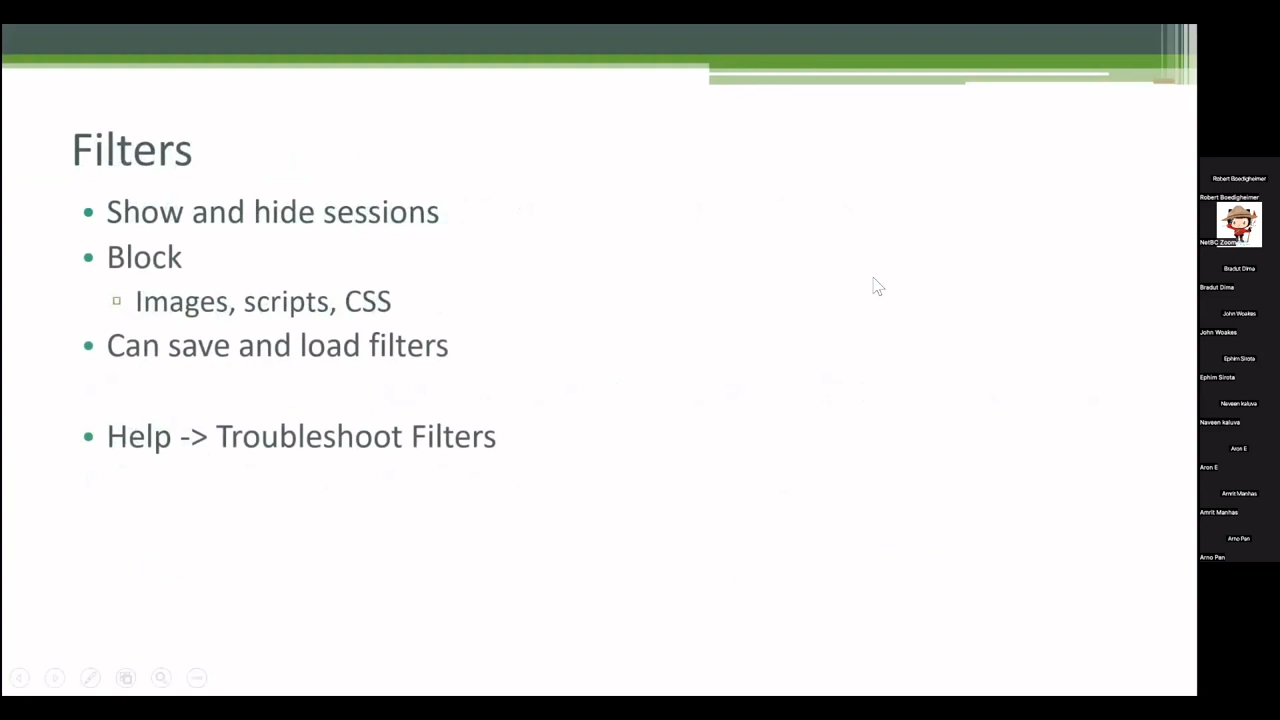 Filters
• Show and hide sessions
• Block
▫ Images, scripts, CSS
• Can save and load filters
• Help -> Troubleshoot Filters
Robert Boedigheimer
Robert Boedigheimer
NetBC Zoom
Bradut Dima
Bradut Dima
John Woakes
John Woakes
Ephim Sirota
Ephim Sirota
Naveen kaluva
Naveen kaluva
Aron E
Aron E
Amrit Manhas
Amrit Manhas
Arno Pan
Arno Pan